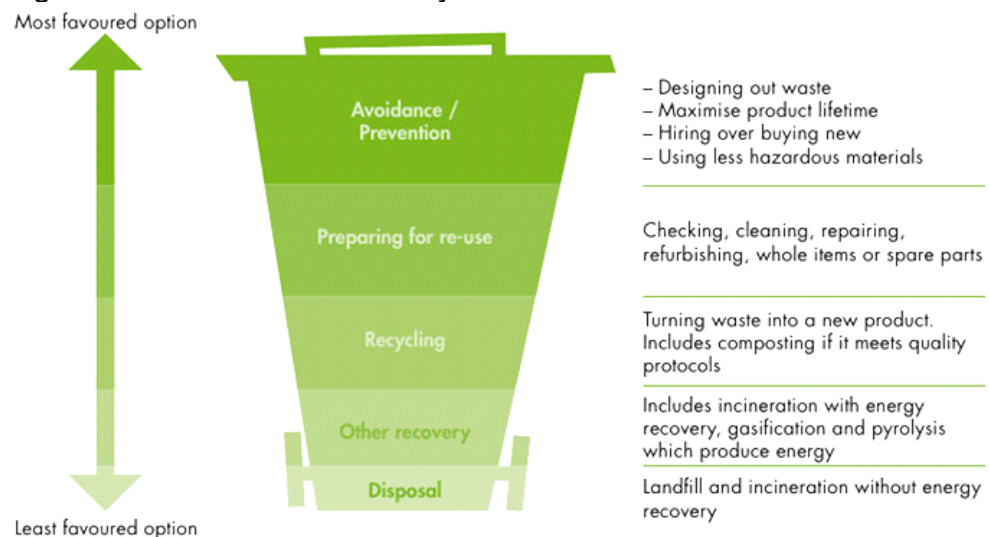 Most favoured option
Avoidance /
Prevention
– Designing out waste
– Maximise product lifetime
– Hiring over buying new
– Using less hazardous materials
Preparing for re-use
Checking, cleaning, repairing,
refurbishing, whole items or spare parts
Recycling
Turning waste into a new product.
Includes composting if it meets quality
protocols
Other recovery
Includes incineration with energy
recovery, gasification and pyrolysis
which produce energy
Disposal
Landfill and incineration without energy
recovery
Least favoured option